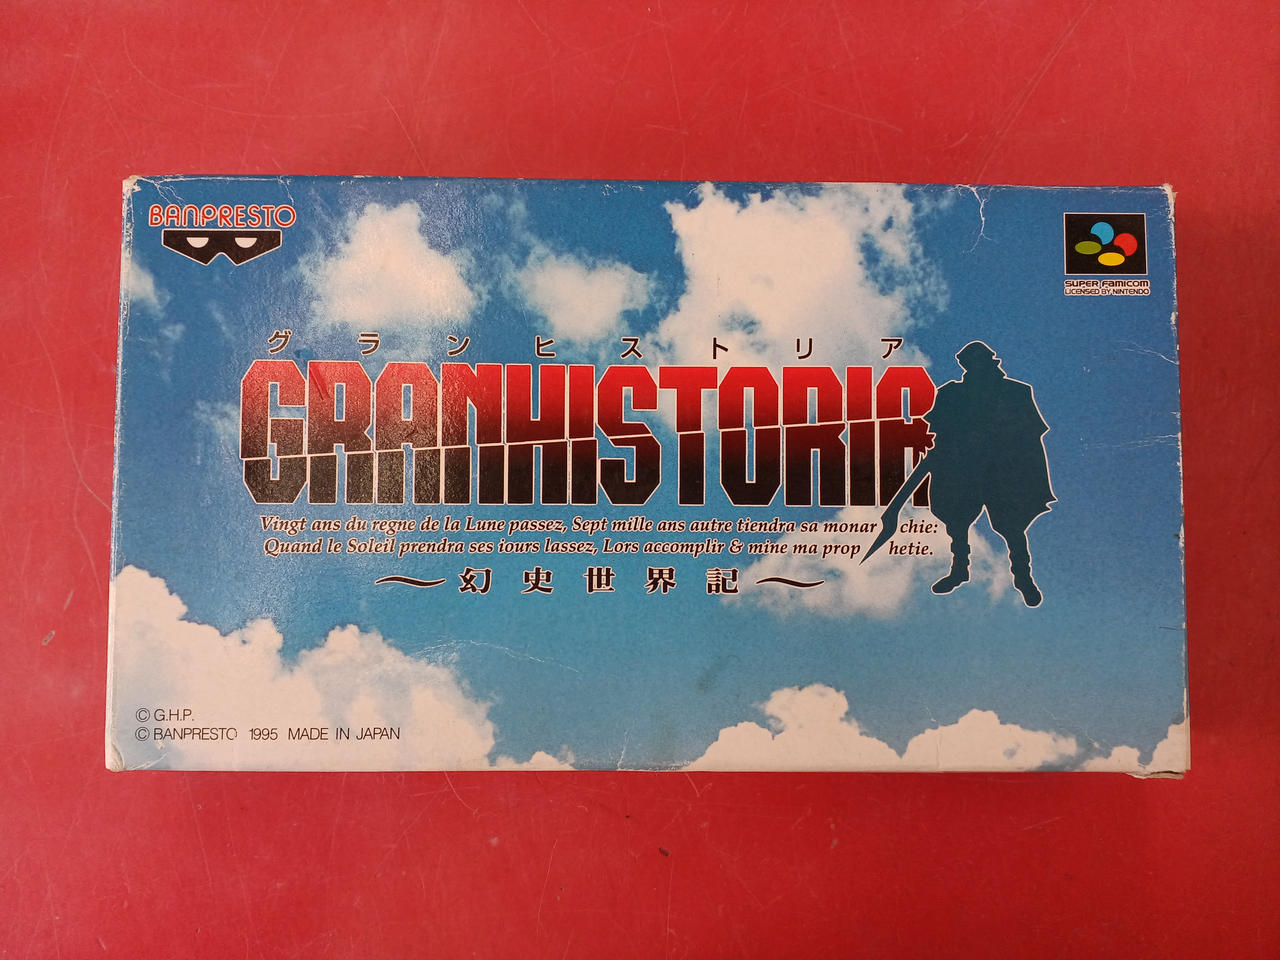 BANPRESTO
SUPER FAMICOM
LICENSED BY NINTENDO
グランヒストリア
GRANHISTORIA
Vingt ans du regne de la Lune passez, Sept mille ans autre tiendra sa monar chie:
Quand le Soleil prendra ses iours lassez, Lors accomplir & mine ma prop hetie.
～幻史世界記～
© G.H.P.
© BANPRESTO 1995 MADE IN JAPAN